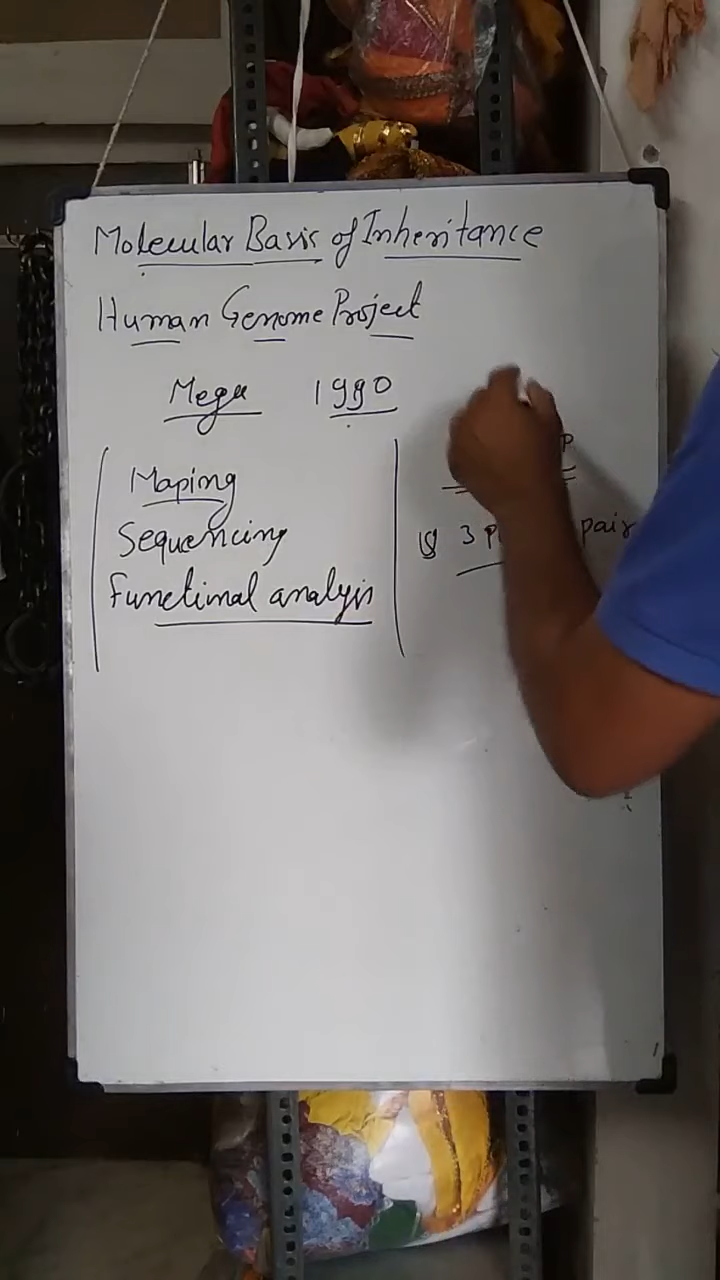 Molecular Basis of Inheritance
Human Genome Project
Mega 1990
Maping
Sequencing
Functional analysis
3 pair